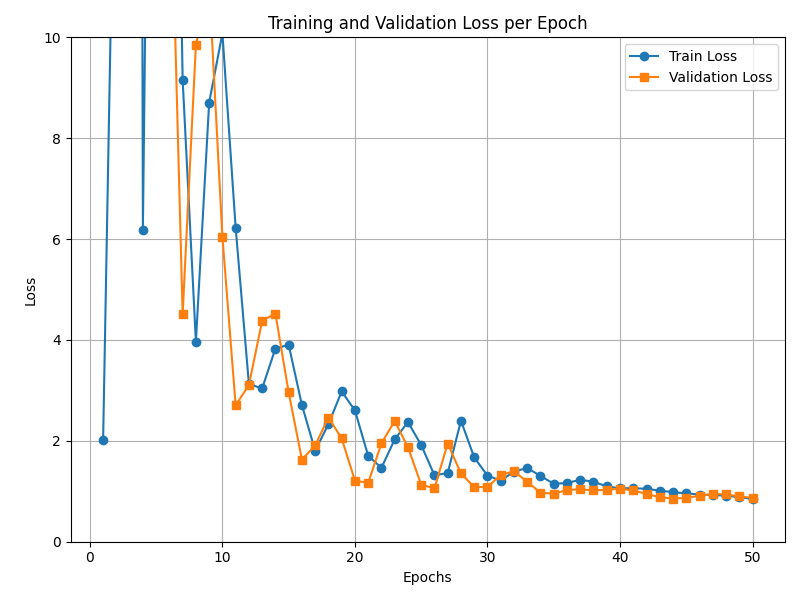 Training and Validation Loss per Epoch
Train Loss
Validation Loss
Loss
10
8
6
4
2
0
0 10 20 30 40 50
Epochs